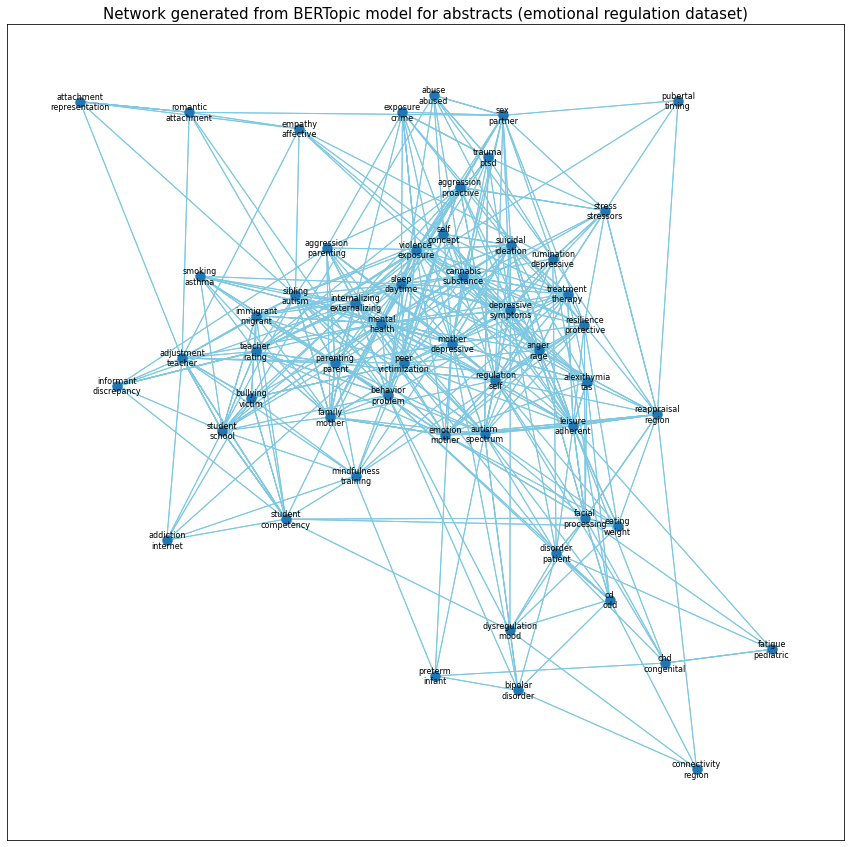 Network generated from BERTopic model for abstracts (emotional regulation dataset)
attachment
representation
romantic
attachment
empathy
affective
exposure
crime
abuse
abused
sex
partner
pubertal
timing
trauma
ptsd
aggression
proactive
stress
stressors
self
concept
aggression
parenting
violence
exposure
suicidal
ideation
rumination
depressive
smoking
asthma
sibling
autism
internalizing
externalizing
sleep
daytime
cannabis
substance
treatment
therapy
immigrant
migrant
mental
health
depressive
symptoms
resilience
protective
adjustment
teacher
teacher
rating
parenting
parent
peer
victimization
mother
depressive
anger
rage
informant
discrepancy
bullying
victim
behavior
problem
regulation
self
alexithymia
tas
student
school
family
mother
emotion
mother
autism
spectrum
leisure
adherent
reappraisal
region
mindfulness
training
student
competency
addiction
internet
facial
processing
eating
weight
disorder
patient
cd
odd
dysregulation
mood
preterm
infant
bipolar
disorder
chd
congenital
fatigue
pediatric
connectivity
region